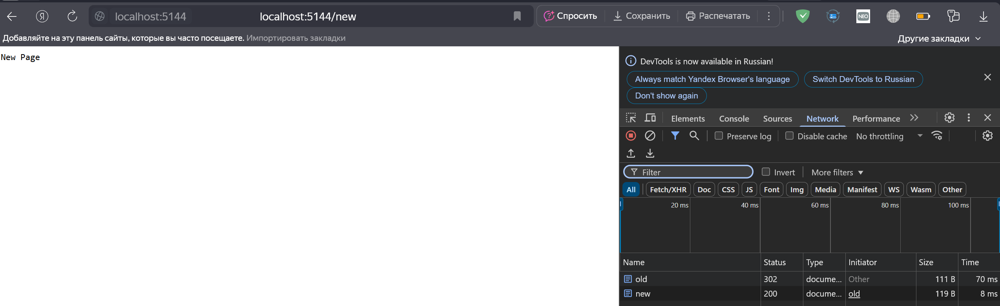 Я localhost:5144 localhost:5144/new Спросить Сохранить Распечатать NEO
Добавляйте на эту панель сайты, которые вы часто посещаете. Импортировать закладки Другие закладки
New Page
DevTools is now available in Russian!
Always match Yandex Browser's language Switch DevTools to Russian
Don't show again
Elements Console Sources Network Performance
Preserve log Disable cache No throttling
Filter Invert More filters
All Fetch/XHR Doc CSS JS Font Img Media Manifest WS Wasm Other
20 ms 40 ms 60 ms 80 ms 100 ms
Name Status Type Initiator Size Time
old 302 docume... Other 111 B 70 ms
new 200 docume... old 119 B 8 ms